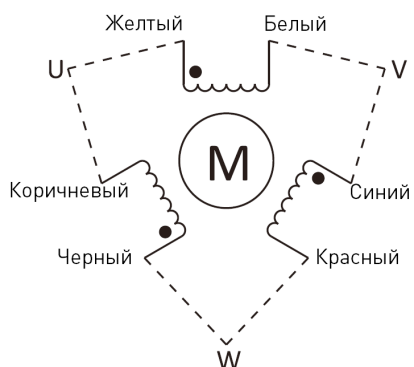 Желтый
Белый
U
V
M
Коричневый
Синий
Черный
Красный
W